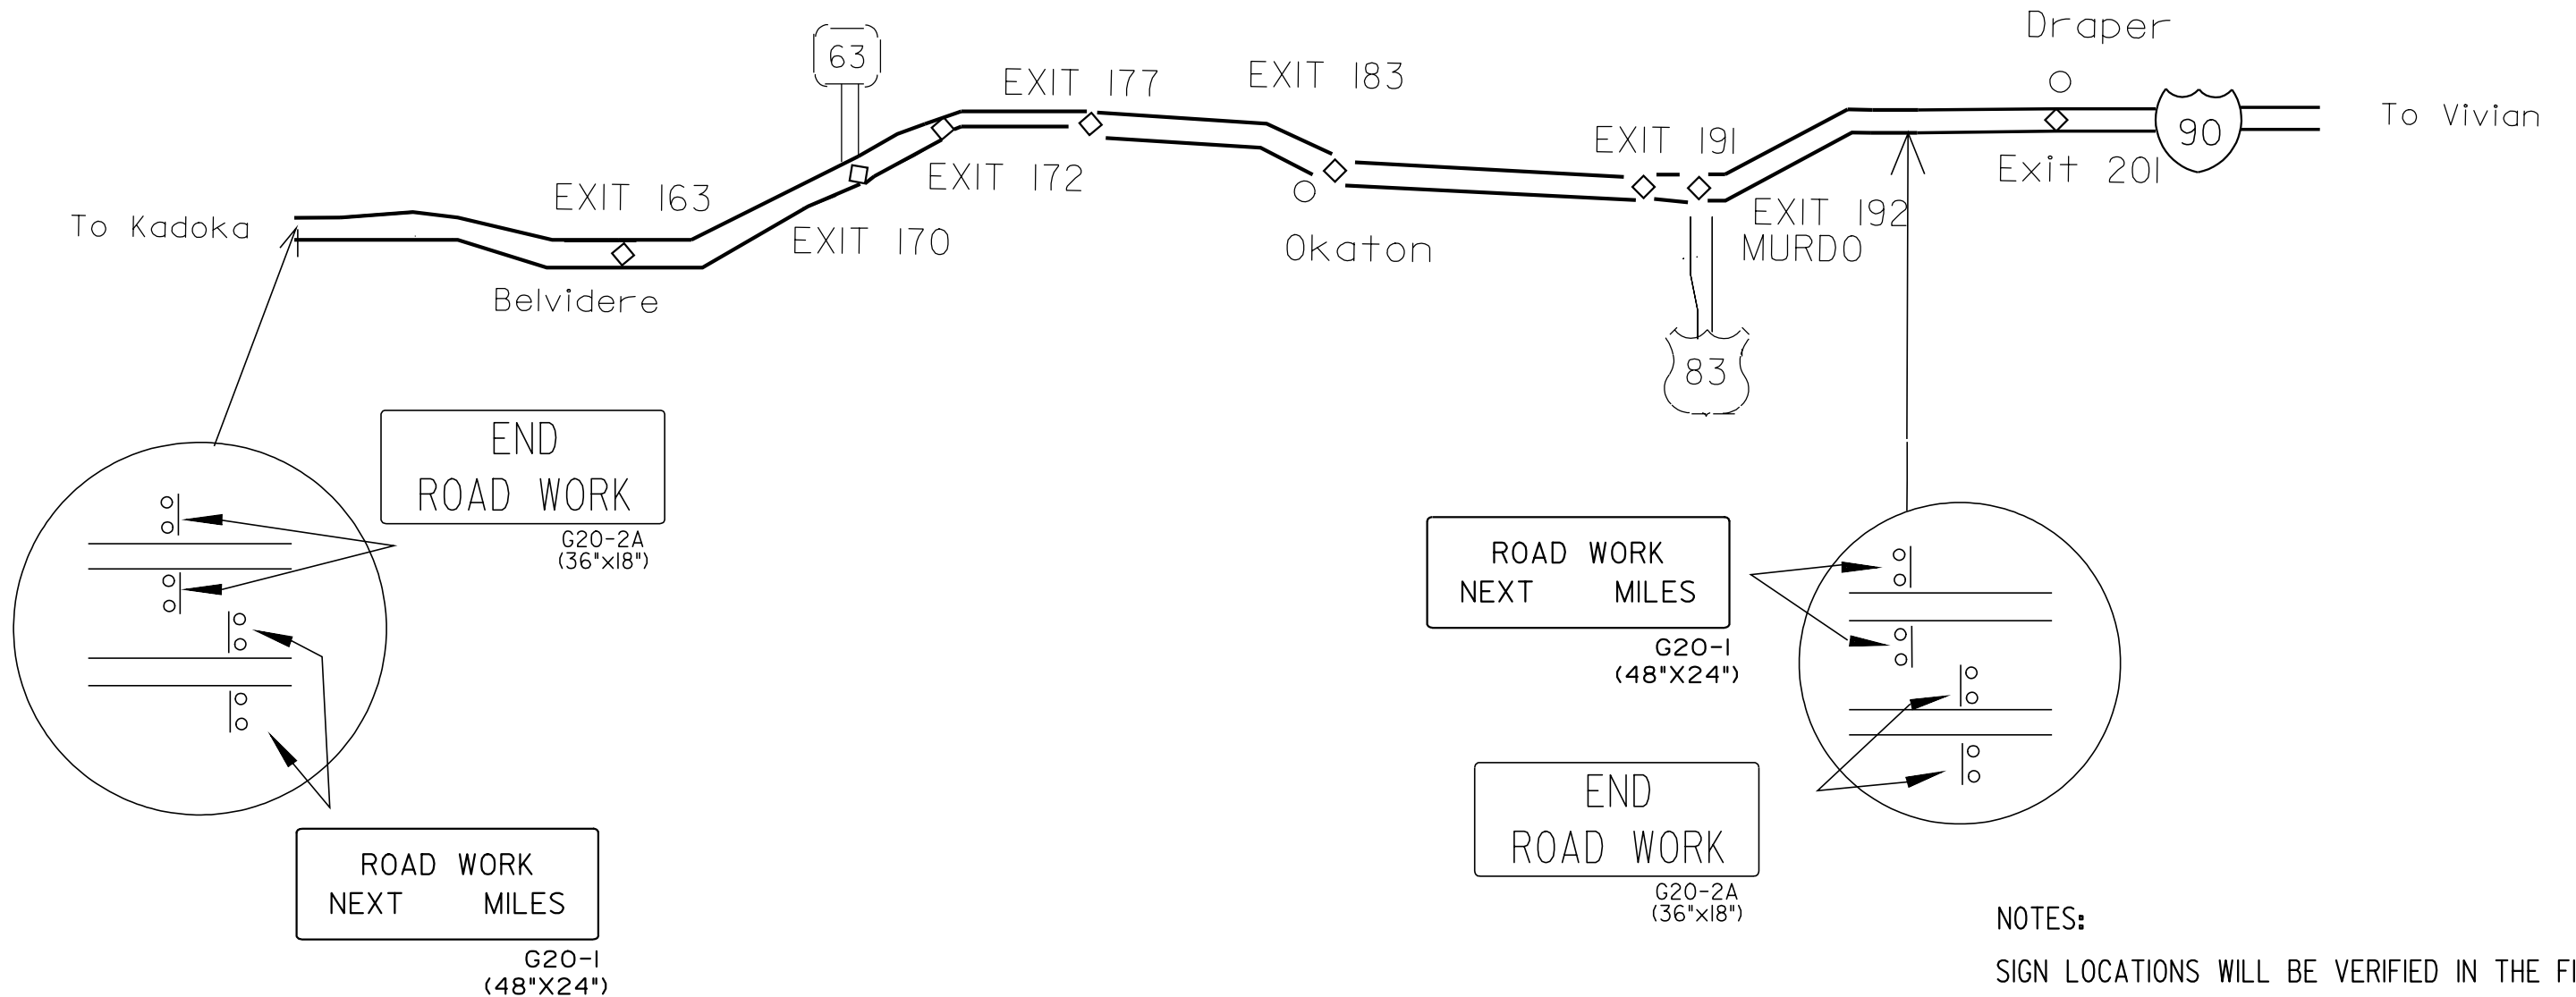 Draper
63
EXIT 177
EXIT 183
To Vivian
90
EXIT 191
Exit 201
EXIT 172
EXIT 163
EXIT 192
MURDO
To Kadoka
EXIT 170
Okaton
Belvidere
83
END
ROAD WORK
G20-2A
(36"x18")
ROAD WORK
NEXT MILES
G20-1
(48"X24")
END
ROAD WORK
G20-2A
(36"x18")
ROAD WORK
NEXT MILES
G20-1
(48"X24")
NOTES:
SIGN LOCATIONS WILL BE VERIFIED IN THE